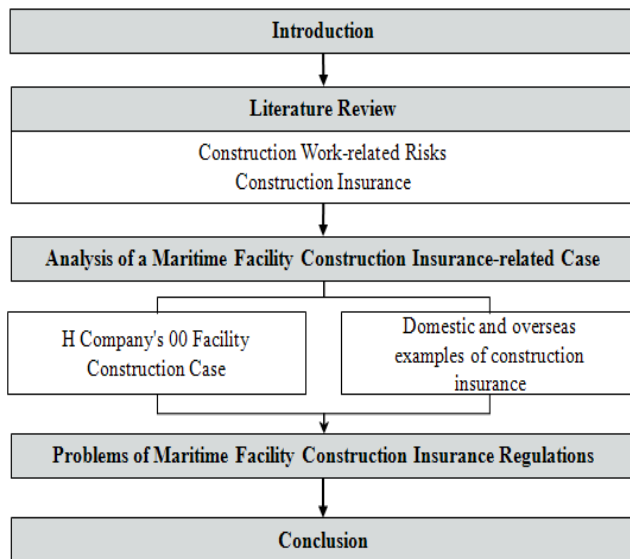 Introduction
Literature Review
Construction Work-related Risks
Construction Insurance
Analysis of a Maritime Facility Construction Insurance-related Case
H Company's 00 Facility
Construction Case
Domestic and overseas
examples of construction
insurance
Problems of Maritime Facility Construction Insurance Regulations
Conclusion